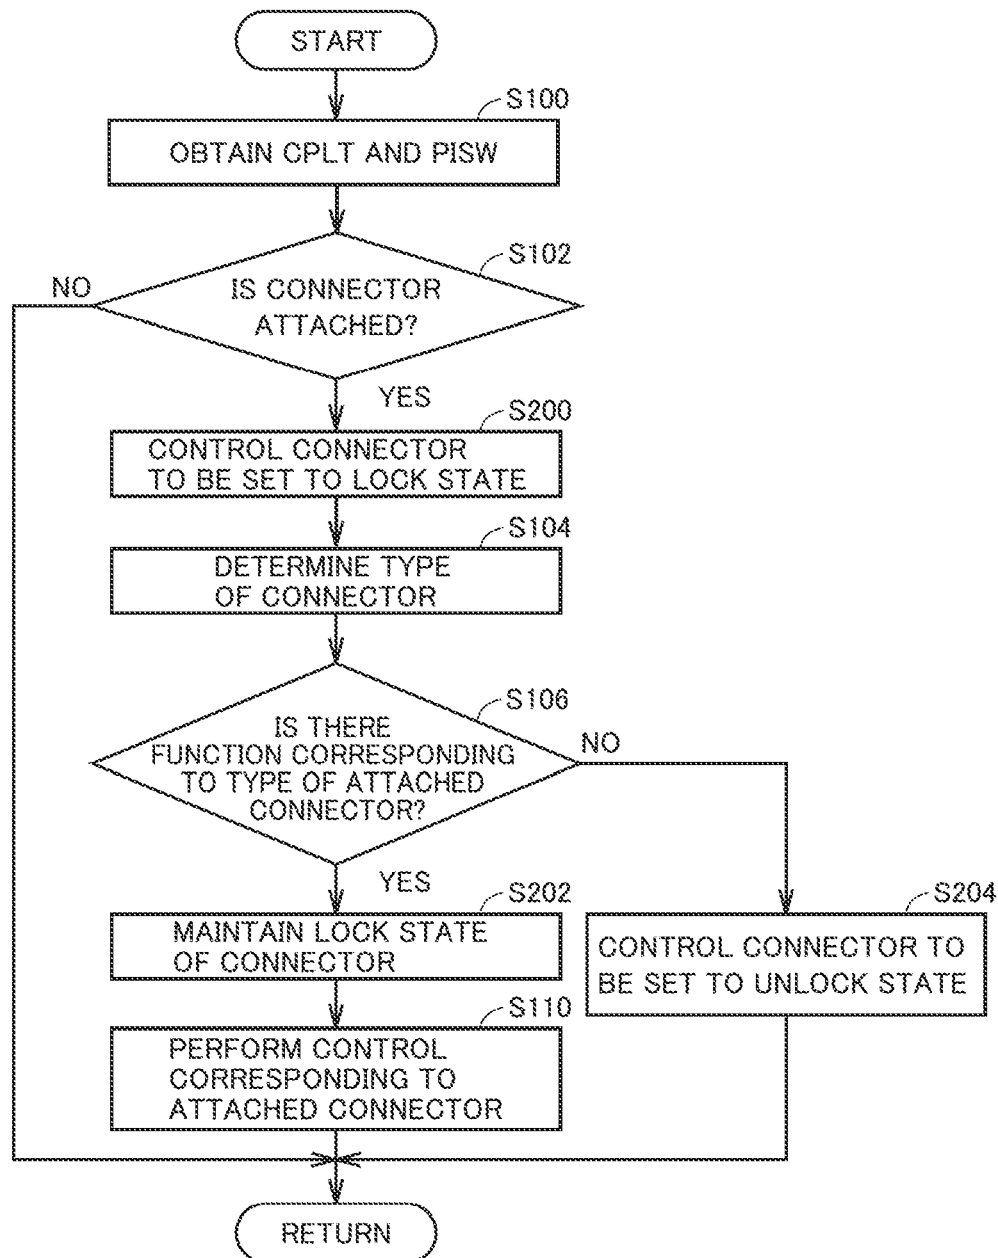 START
S100
OBTAIN CPLT AND PISW
S102
NO
IS CONNECTOR
ATTACHED?
YES
S200
CONTROL CONNECTOR
TO BE SET TO LOCK STATE
S104
DETERMINE TYPE
OF CONNECTOR
S106
IS THERE
FUNCTION CORRESPONDING
TO TYPE OF ATTACHED
CONNECTOR?
NO
YES
S202
MAINTAIN LOCK STATE
OF CONNECTOR
S204
CONTROL CONNECTOR TO
BE SET TO UNLOCK STATE
S110
PERFORM CONTROL
CORRESPONDING TO
ATTACHED CONNECTOR
RETURN